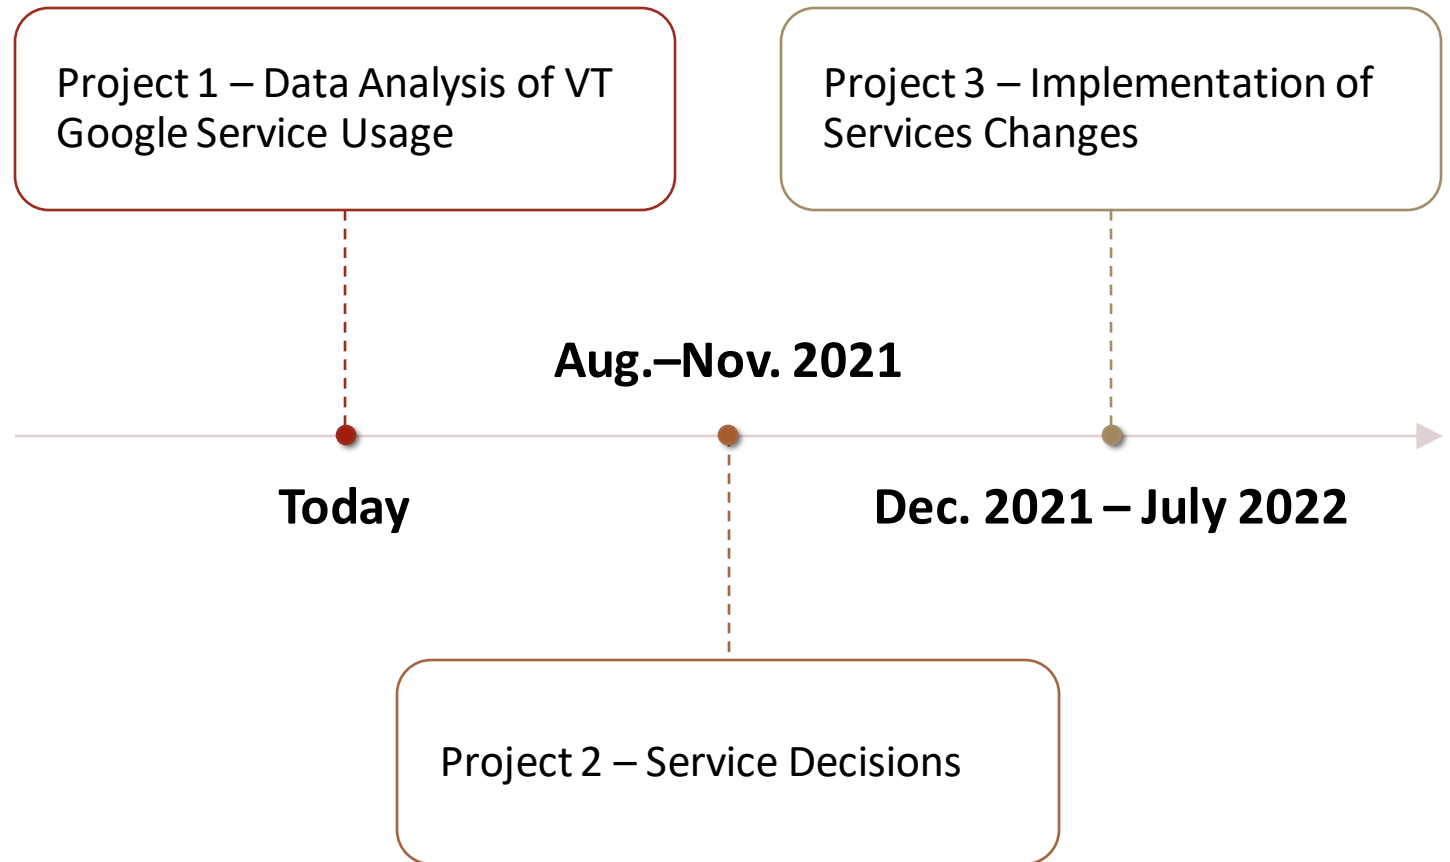 Project 1 – Data Analysis of VT
Google Service Usage
Project 3 – Implementation of
Services Changes
Aug.–Nov. 2021
Today
Dec. 2021 – July 2022
Project 2 – Service Decisions